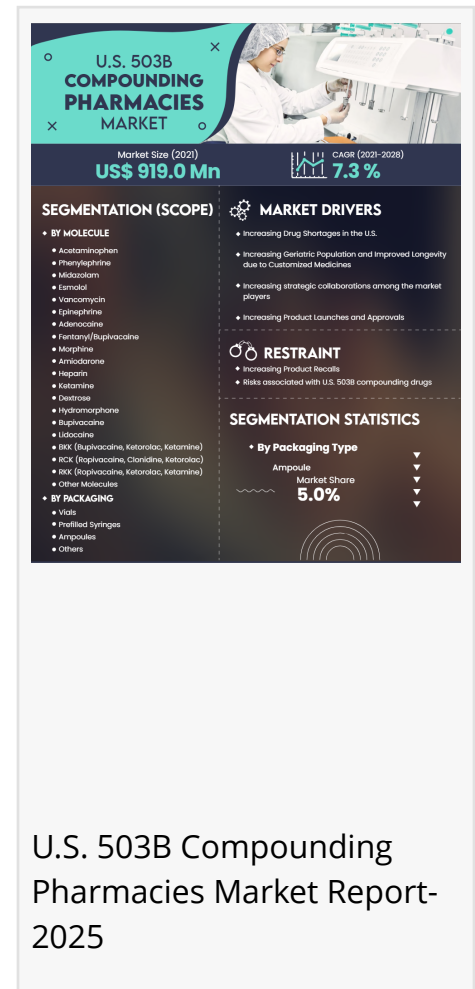 U.S. 503B
COMPOUNDING
PHARMACIES
MARKET
Market Size (2021)
US$ 919.0 Mn
CAGR (2021-2028)
7.3 %
SEGMENTATION (SCOPE)
BY MOLECULE
Acetaminophen
Phenylephrine
Midazolam
Esmolol
Vancomycin
Epinephrine
Adenocaine
Fentanyl/Bupivacaine
Morphine
Amiodarone
Heparin
Ketamine
Dextrose
Hydromorphone
Bupivacaine
Lidocaine
BKK (Bupivacaine, Ketorolac, Ketamine)
RCK (Ropivacaine, Clonidine, Ketorolac)
RKK (Ropivacaine, Ketorolac, Ketamine)
Other Molecules
BY PACKAGING
Vials
Prefilled Syringes
Ampoules
Others
MARKET DRIVERS
Increasing Drug Shortages in the U.S.
Increasing Geriatric Population and Improved Longevity
due to Customized Medicines
Increasing strategic collaborations among the market
players
Increasing Product Launches and Approvals
RESTRAINT
Increasing Product Recalls
Risks associated with U.S. 503B compounding drugs
SEGMENTATION STATISTICS
By Packaging Type
Ampoule
Market Share
5.0%
U.S. 503B Compounding
Pharmacies Market Report-
2025